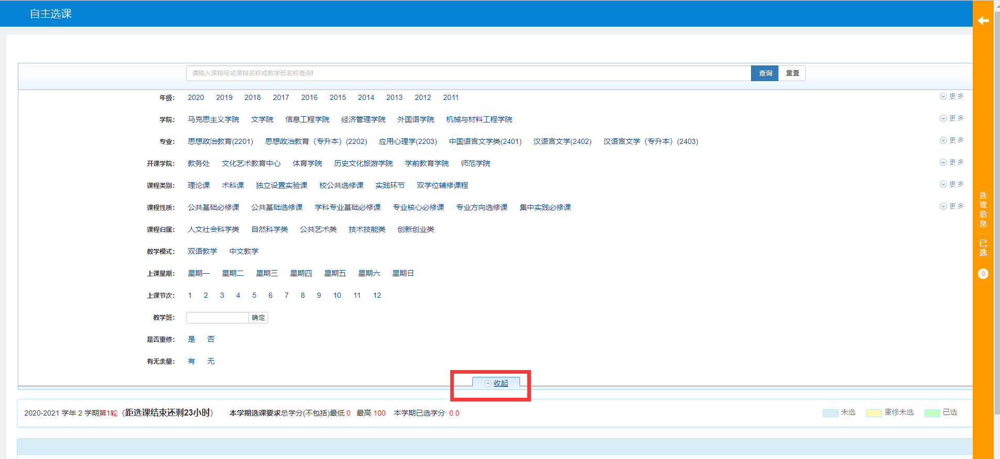 自主选课
请输入课程号或课程名称或教学班名称查询! 查询 重置
年级： 2020 2019 2018 2017 2016 2015 2014 2013 2012 2011 更多
学院： 马克思主义学院 文学院 信息工程学院 经济管理学院 外国语学院 机械与材料工程学院 更多
专业： 思想政治教育(2201) 思想政治教育（专升本）(2202) 应用心理学(2203) 中国语言文学类(2401) 汉语言文学(2402) 汉语言文学（专升本）(2403) 更多
开课学院： 教务处 文化艺术教育中心 体育学院 历史文化旅游学院 学前教育学院 师范学院 更多
课程类别： 理论课 术科课 独立设置实验课 校公共选修课 实践环节 双学位辅修课程 更多
课程性质： 公共基础必修课 公共基础选修课 学科专业基础必修课 专业核心必修课 专业方向选修课 集中实践必修课 更多
课程归属： 人文社会科学类 自然科学类 公共艺术类 技术技能类 创新创业类
教学模式： 双语教学 中文教学
上课星期： 星期一 星期二 星期三 星期四 星期五 星期六 星期日
上课节次： 1 2 3 4 5 6 7 8 9 10 11 12
教学班： 确定
是否重修： 是 否
有无余量： 有 无
收起
2020-2021 学年 2 学期第1轮（距选课结束还剩23小时） 本学期选课要求总学分(不包括)最低 0 最高 100 本学期已选学分 0.0 未选 重修未选 已选
选课信息
已选
0